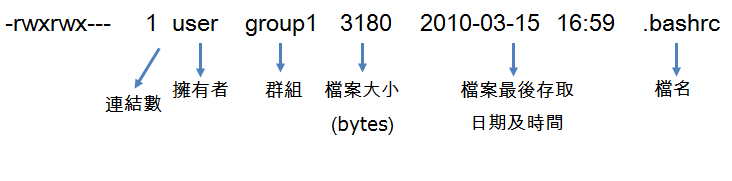 -rwxrwx--- 1 user group1 3180 2010-03-15 16:59 .bashrc
連結數 擁有者 群組 檔案大小 檔案最後存取 檔名
(bytes) 日期及時間